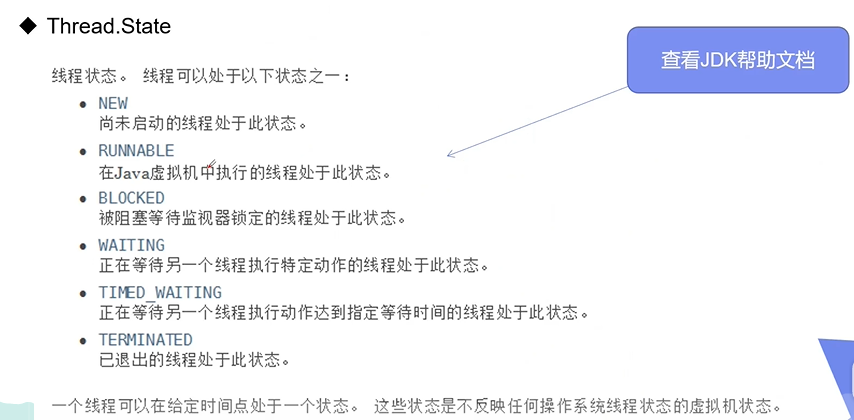 ◆ Thread.State
查看JDK帮助文档
线程状态。 线程可以处于以下状态之一：
• NEW
尚未启动的线程处于此状态。
• RUNNABLE
在Java虚拟机中执行的线程处于此状态。
• BLOCKED
被阻塞等待监视器锁定的线程处于此状态。
• WAITING
正在等待另一个线程执行特定动作的线程处于此状态。
• TIMED_WAITING
正在等待另一个线程执行动作达到指定等待时间的线程处于此状态。
• TERMINATED
已退出的线程处于此状态。
一个线程可以在给定时间点处于一个状态。 这些状态是不反映任何操作系统线程状态的虚拟机状态。